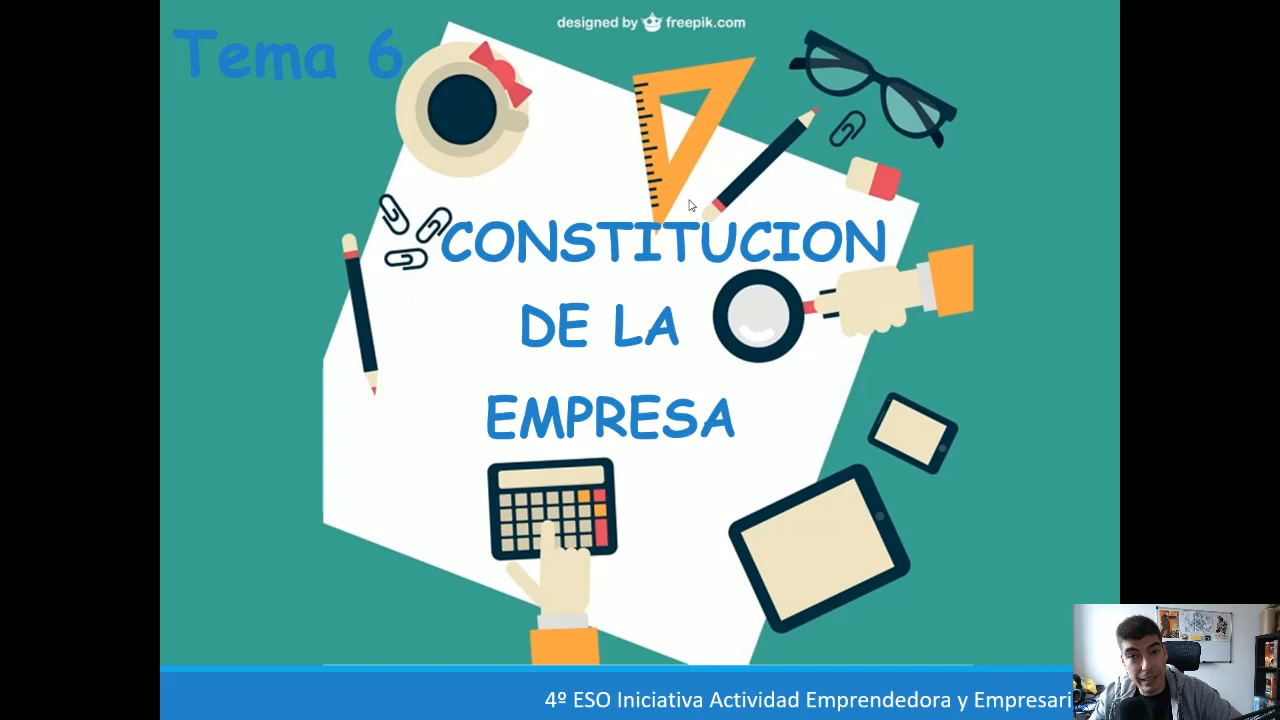 designed by freepik.com
Tema 6
CONSTITUCION
DE LA
EMPRESA
4º ESO Iniciativa Actividad Emprendedora y Empresari